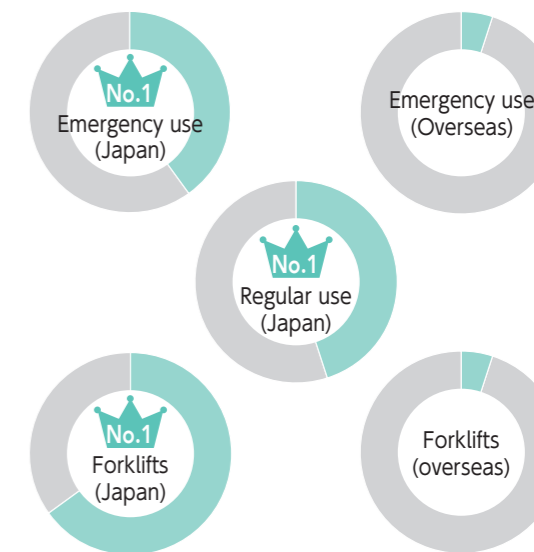 No.1
Emergency use
(Japan)
Emergency use
(Overseas)
No.1
Regular use
(Japan)
No.1
Forklifts
(Japan)
Forklifts
(overseas)